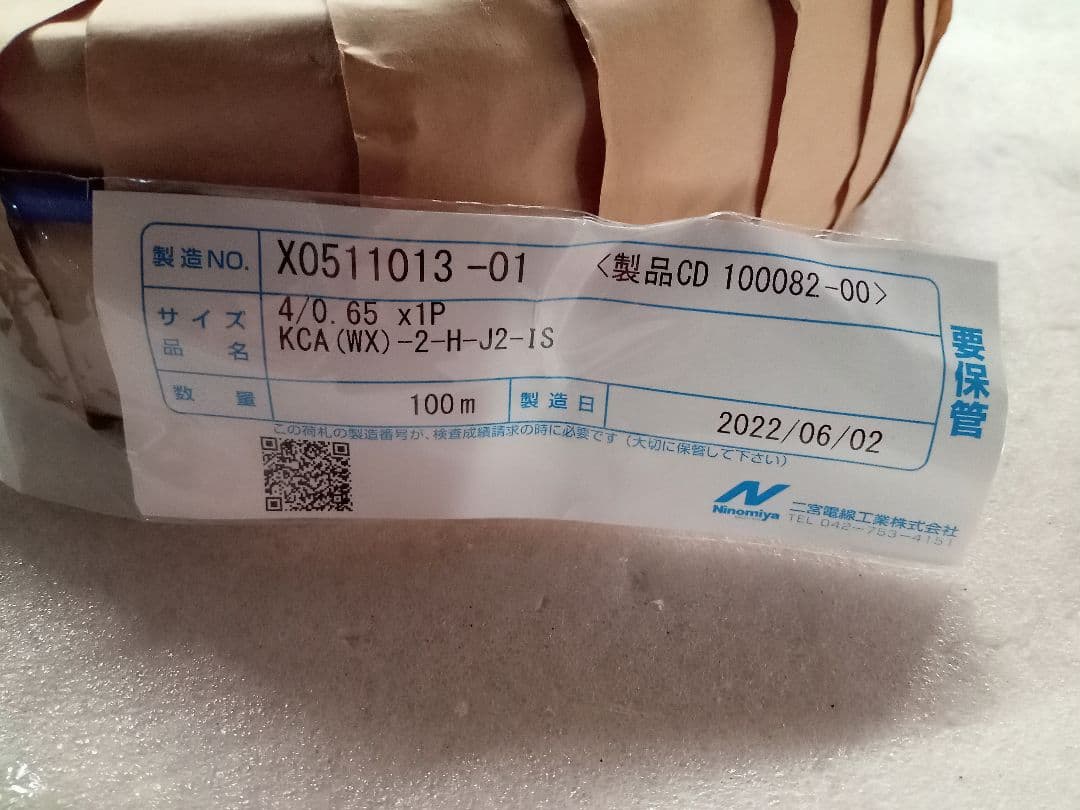 製造NO. X0511013-01 <製品CD 100082-00>
サイズ 4/0.65 x1P
品名 KCA(WX)-2-H-J2-IS
数量 100m 製造日 2022/06/02
要保管
この荷札の製造番号が、検査成績請求の時に必要です(大切に保管して下さい)
Ninomiya 二宮電線工業株式会社
TEL 042-753-4151